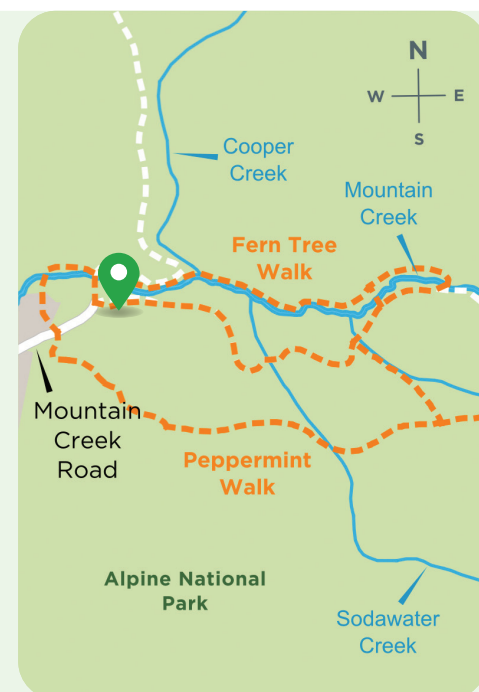 N
W E
S
Cooper
Creek
Mountain
Creek
Fern Tree
Walk
Mountain
Creek
Road
Peppermint
Walk
Alpine National
Park
Sodawater
Creek